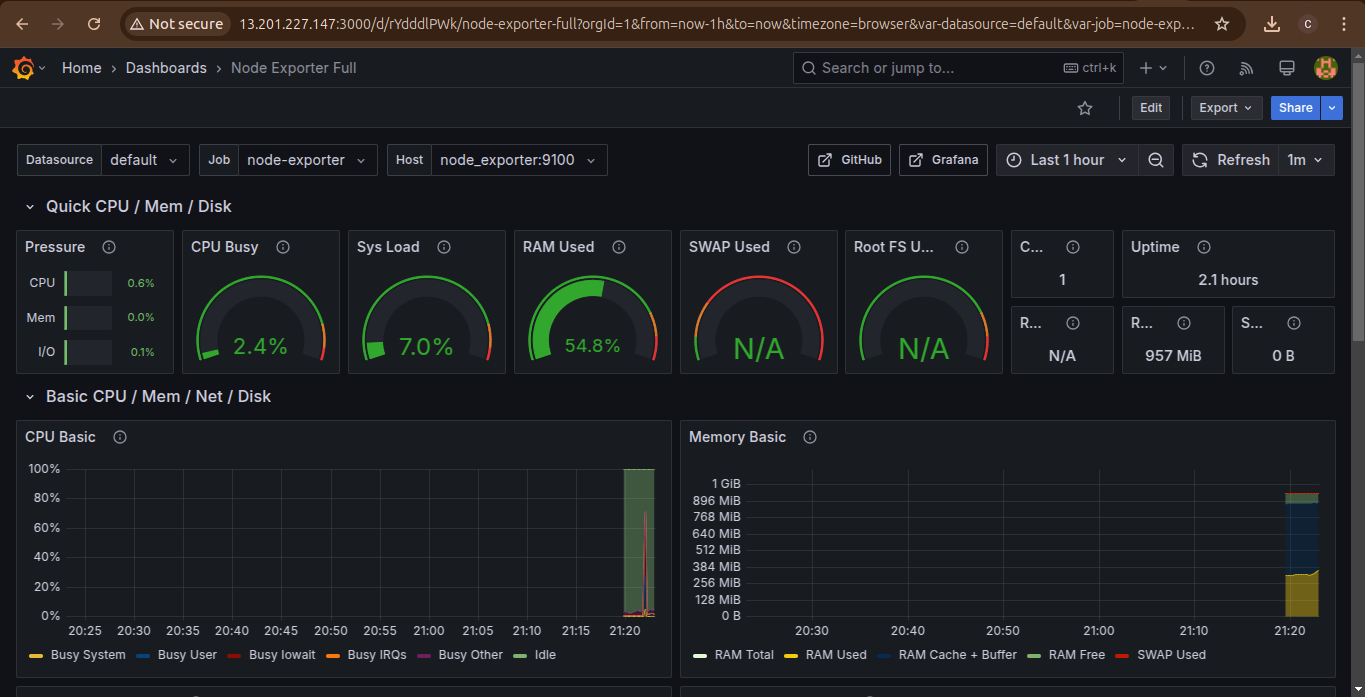 Not secure 13.201.227.147:3000/d/rYdddlPWk/node-exporter-full?orgId=1&from=now-1h&to=now&timezone=browser&var-datasource=default&var-job=node-exp... C
Home › Dashboards › Node Exporter Full Search or jump to... ctrl+k
Edit Export Share
Datasource default Job node-exporter Host node_exporter:9100 GitHub Grafana Last 1 hour Refresh 1m
Quick CPU / Mem / Disk
Pressure CPU Busy Sys Load RAM Used SWAP Used Root FS U... C... Uptime
CPU 0.6% 1 2.1 hours
Mem 0.0% R... R... S...
I/O 0.1% 2.4% 7.0% 54.8% N/A N/A N/A 957 MiB 0 B
Basic CPU / Mem / Net / Disk
CPU Basic
100%
80%
60%
40%
20%
0%
20:25 20:30 20:35 20:40 20:45 20:50 20:55 21:00 21:05 21:10 21:15 21:20
Busy System Busy User Busy Iowait Busy IRQs Busy Other Idle
Memory Basic
1 GiB
896 MiB
768 MiB
640 MiB
512 MiB
384 MiB
256 MiB
128 MiB
0 B
20:30 20:40 20:50 21:00 21:10 21:20
RAM Total RAM Used RAM Cache + Buffer RAM Free SWAP Used